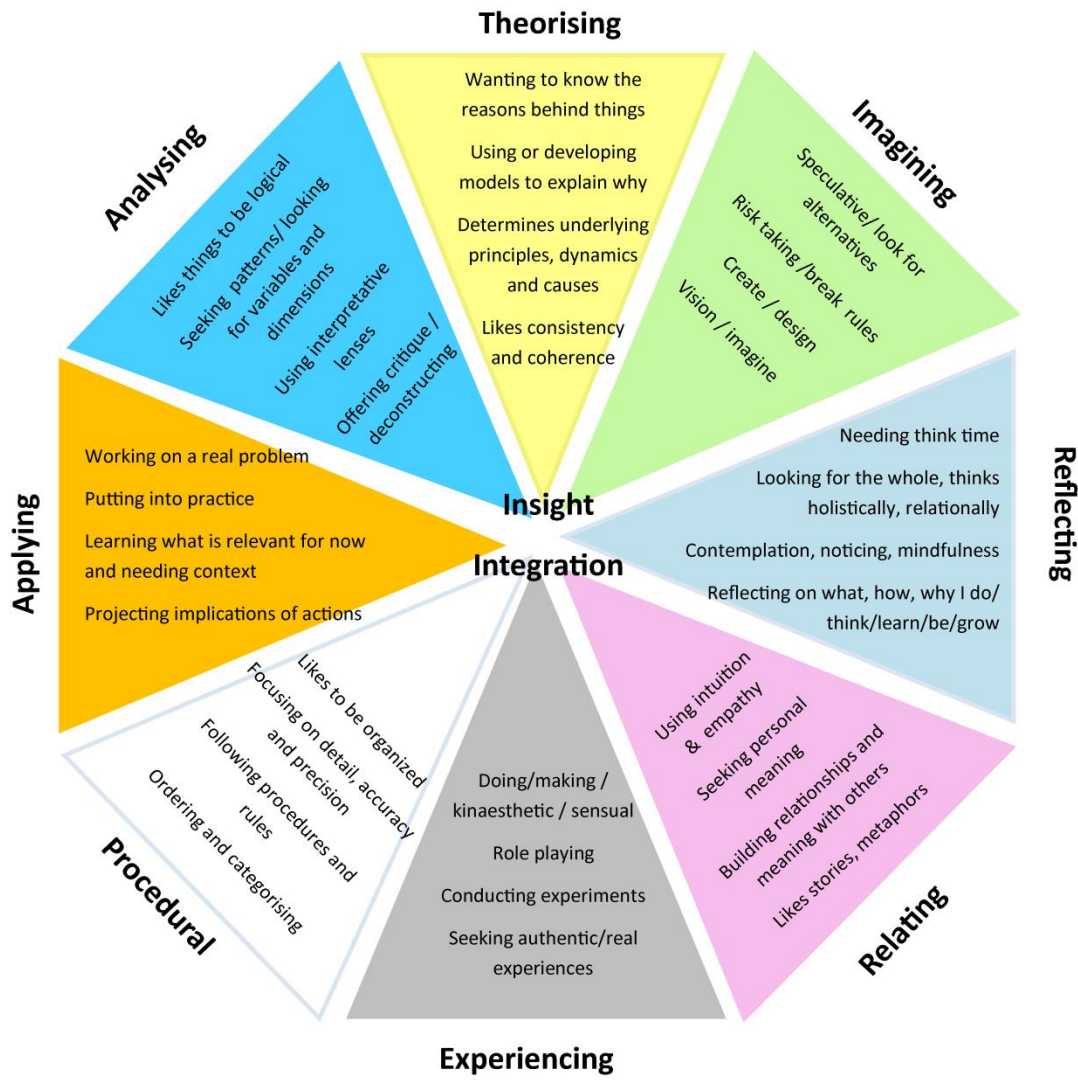 Theorising
Wanting to know the
reasons behind things
Using or developing
models to explain why
Determines underlying
principles, dynamics
and causes
Likes consistency
and coherence
Imagining
Speculative/ look for
alternatives
Risk taking /break rules
Create / design
Vision / imagine
Reflecting
Needing think time
Looking for the whole, thinks
holistically, relationally
Contemplation, noticing, mindfulness
Reflecting on what, how, why I do/
think/learn/be/grow
Relating
Using intuition
& empathy
Seeking personal
meaning
Building relationships and
meaning with others
Likes stories, metaphors
Experiencing
Doing/making /
kinaesthetic / sensual
Role playing
Conducting experiments
Seeking authentic/real
experiences
Procedural
Likes to be organized
Focusing on detail, accuracy
and precision
Following procedures and
rules
Ordering and categorising
Applying
Working on a real problem
Putting into practice
Learning what is relevant for now
and needing context
Projecting implications of actions
Analysing
Likes things to be logical
Seeking patterns/ looking
for variables and
dimensions
Using interpretative
lenses
Offering critique /
deconstructing
Insight
Integration